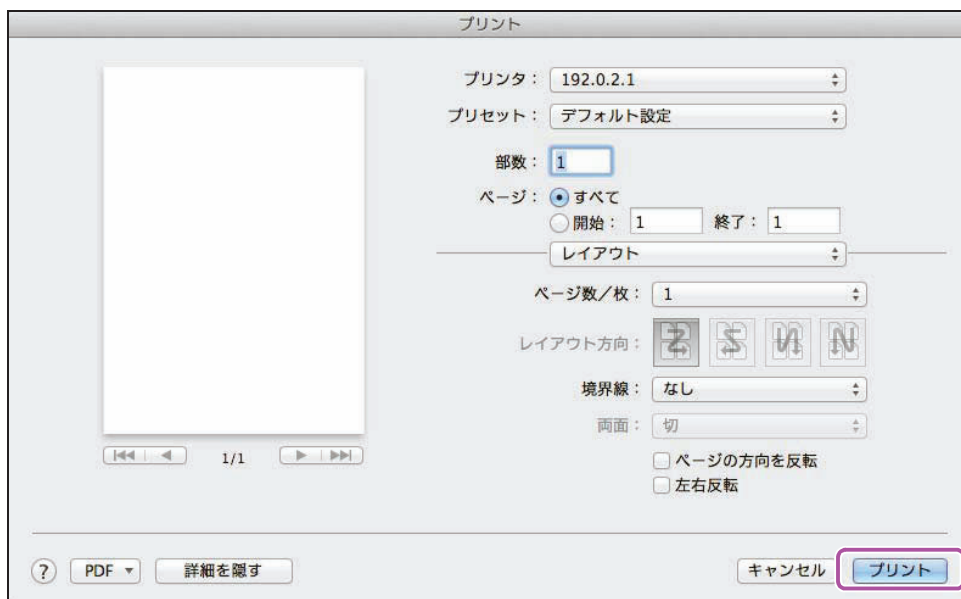 プリント
プリンタ： 192.0.2.1
プリセット： デフォルト設定
部数： 1
ページ： すべて
開始： 1 終了： 1
レイアウト
ページ数／枚： 1
レイアウト方向：
境界線： なし
両面： 切
ページの方向を反転
左右反転
1/1
? PDF 詳細を隠す キャンセル プリント